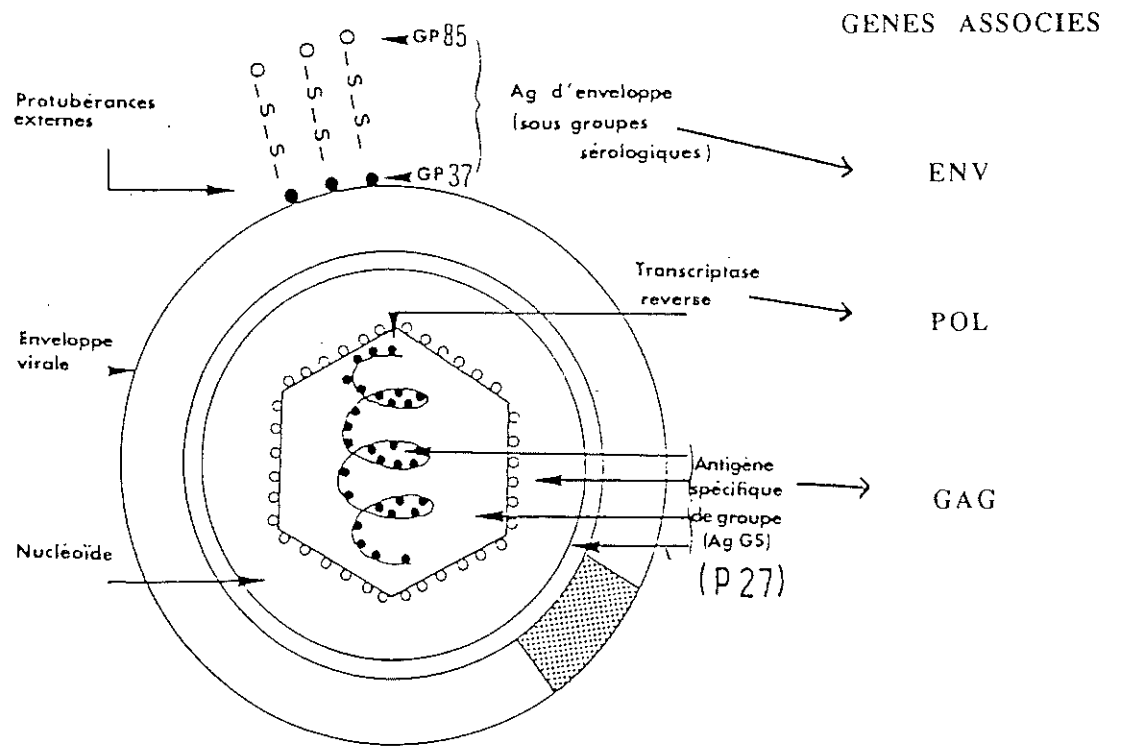 GENES ASSOCIES
GP85
O-S-S-
O-S-S-
O-S-S-
Protubérances
externes
Ag d'enveloppe
(sous groupes
sérologiques)
ENV
GP37
Transcriptase
reverse
POL
Enveloppe
virale
Antigène
spécifique
de groupe
(Ag GS)
(P27)
GAG
Nucléoïde